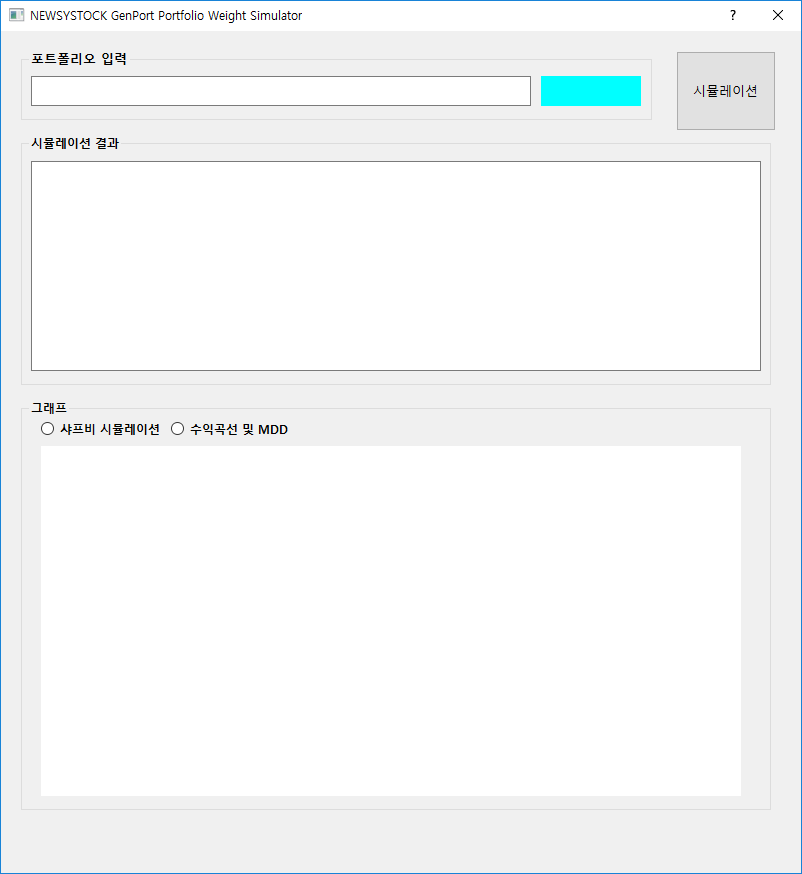 NEWSYSTOCK GenPort Portfolio Weight Simulator
포트폴리오 입력
시뮬레이션
시뮬레이션 결과
그래프
샤프비 시뮬레이션 수익곡선 및 MDD